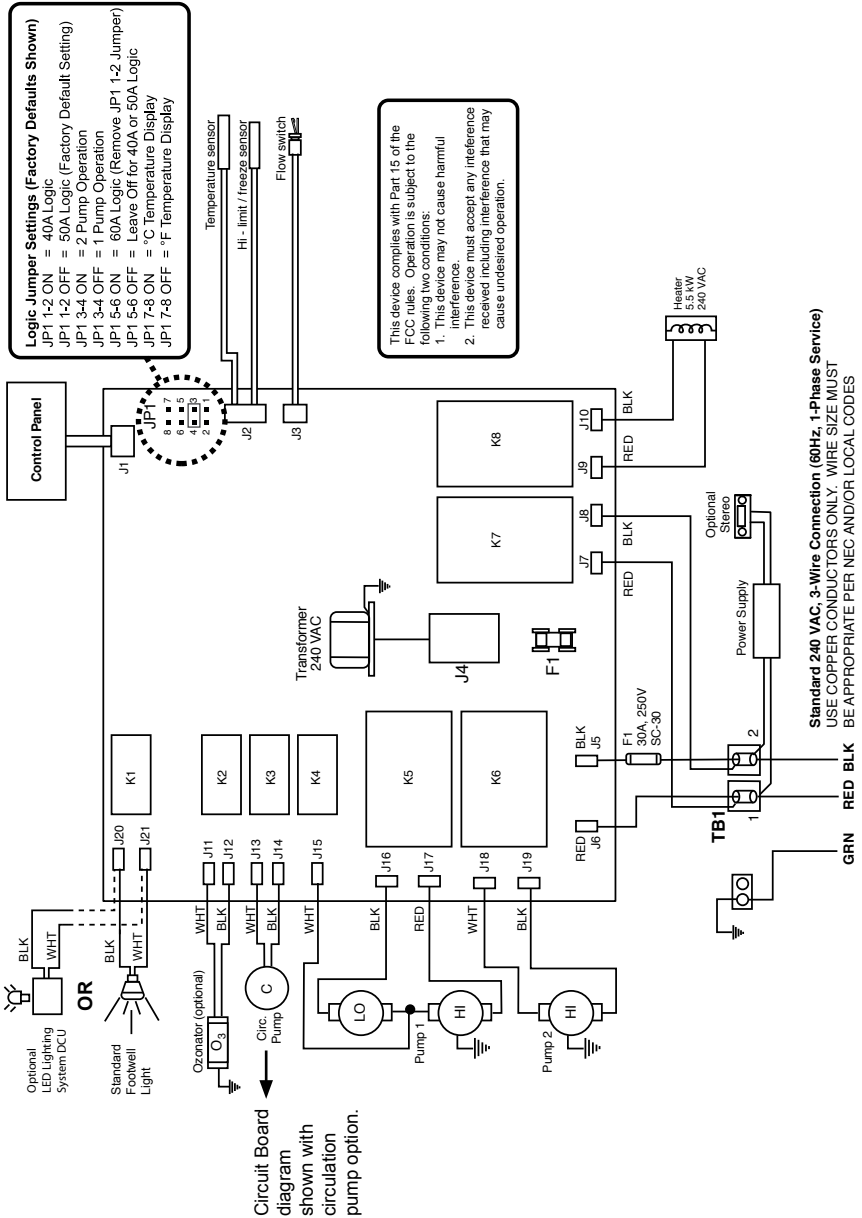 Logic Jumper Settings (Factory Defaults Shown)
JP1 1-2 ON = 40A Logic
JP1 1-2 OFF = 50A Logic (Factory Default Setting)
JP1 3-4 ON = 2 Pump Operation
JP1 3-4 OFF = 1 Pump Operation
JP1 5-6 ON = 60A Logic (Remove JP1 1-2 Jumper)
JP1 5-6 OFF = Leave Off for 40A or 50A Logic
JP1 7-8 ON = °C Temperature Display
JP1 7-8 OFF = °F Temperature Display
Control Panel
J1
JP1
8 7
6 5
4 3
2 1
J2
J3
Temperature sensor
Hi - limit / freeze sensor
Flow switch
This device complies with Part 15 of the
FCC rules. Operation is subject to the
following two conditions:
1. This device may not cause harmful
interference.
2. This device must accept any inteference
received including interference that may
cause undesired operation.
Optional
LED Lighting
System DCU
BLK
WHT
OR
Standard
Footwell
Light
BLK
WHT
J20
J21
K1
Ozonator (optional)
O3
WHT
BLK
J11
J12
K2
Circ.
Pump
C
WHT
BLK
J13
J14
K3
Circuit Board
diagram
shown with
circulation
pump option.
WHT
J15
K4
LO
BLK
J16
K5
Pump 1
HI
RED
J17
WHT
J18
K6
Pump 2
HI
BLK
J19
Transformer
240 VAC
J4
F1
K7
K8
RED
J6
BLK
J5
F1
30A, 250V
SC-30
RED
J7
BLK
J8
RED
J9
BLK
J10
Heater
5.5 kW
240 VAC
Optional
Stereo
Power Supply
TB1
1
2
GRN
RED
BLK
Standard 240 VAC, 3-Wire Connection (60Hz, 1-Phase Service)
USE COPPER CONDUCTORS ONLY. WIRE SIZE MUST
BE APPROPRIATE PER NEC AND/OR LOCAL CODES